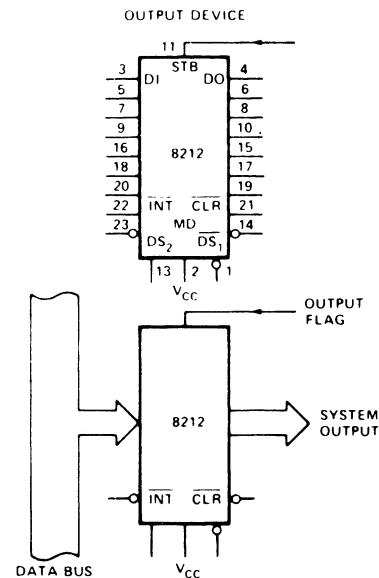 OUTPUT DEVICE
11
STB
3 DI DO 4
5 6
7 8
9 10
8212
16 15
18 17
20 19
22 INT CLR 21
MD
23 DS2 DS1 14
13 2 1
VCC
OUTPUT
FLAG
8212
SYSTEM
OUTPUT
INT CLR
DATA BUS
VCC